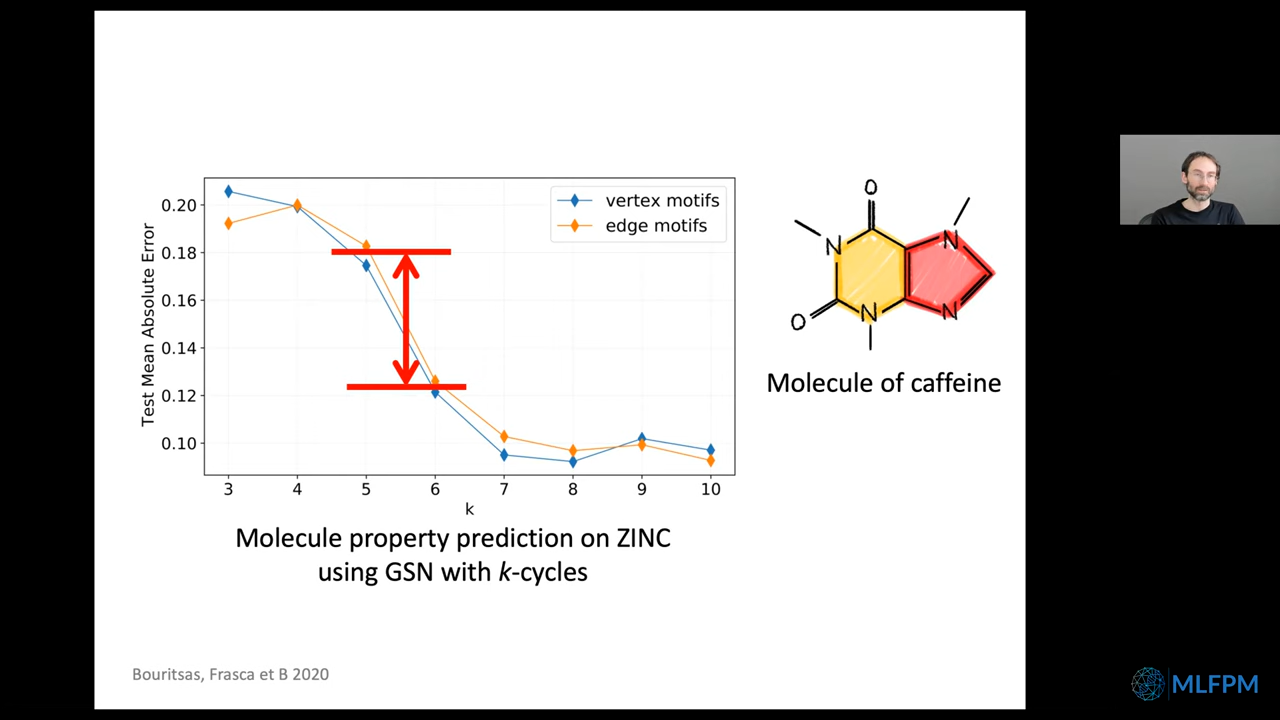 0.20
0.18
0.16
0.14
0.12
0.10
Test Mean Absolute Error
vertex motifs
edge motifs
3 4 5 6 7 8 9 10
k
Molecule property prediction on ZINC
using GSN with k-cycles
O
N
N
O
N
N
Molecule of caffeine
Bouritsas, Frasca et B 2020
MLFPM